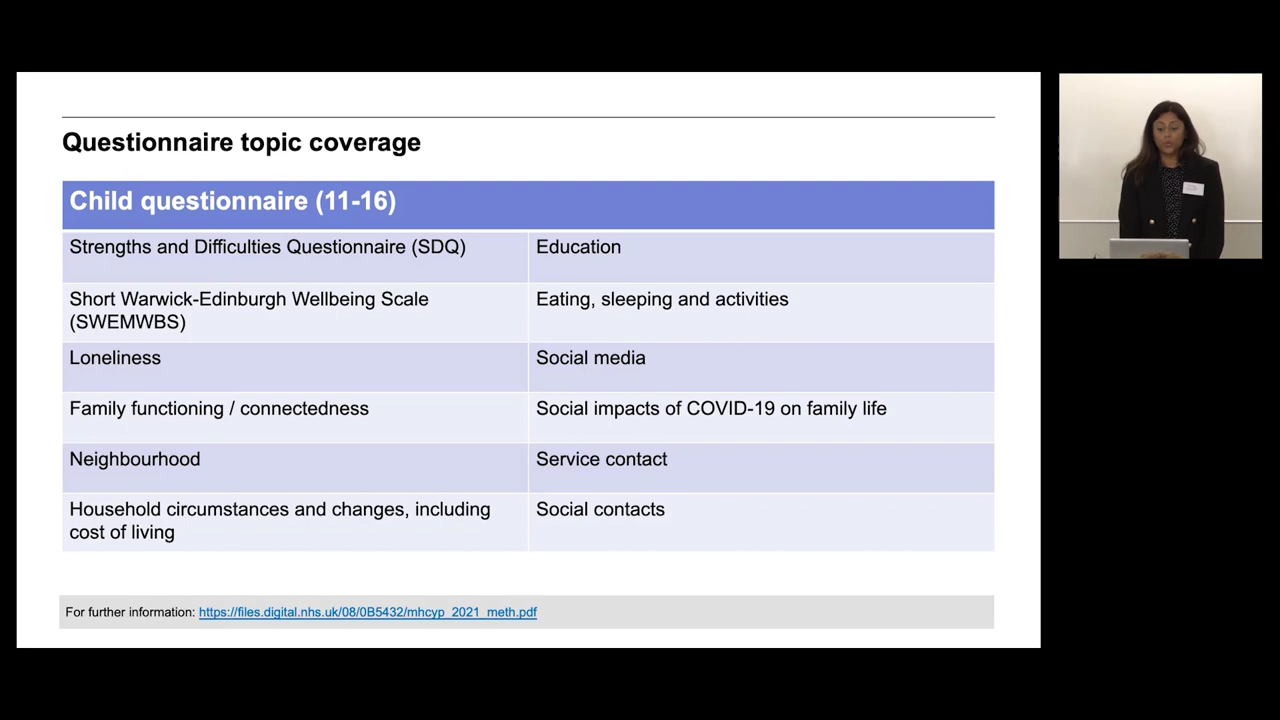 Questionnaire topic coverage
Child questionnaire (11-16)
Strengths and Difficulties Questionnaire (SDQ)
Education
Short Warwick-Edinburgh Wellbeing Scale
(SWEMWBS)
Eating, sleeping and activities
Loneliness
Social media
Family functioning / connectedness
Social impacts of COVID-19 on family life
Neighbourhood
Service contact
Household circumstances and changes, including
cost of living
Social contacts
For further information: https://files.digital.nhs.uk/08/0B5432/mhcyp_2021_meth.pdf